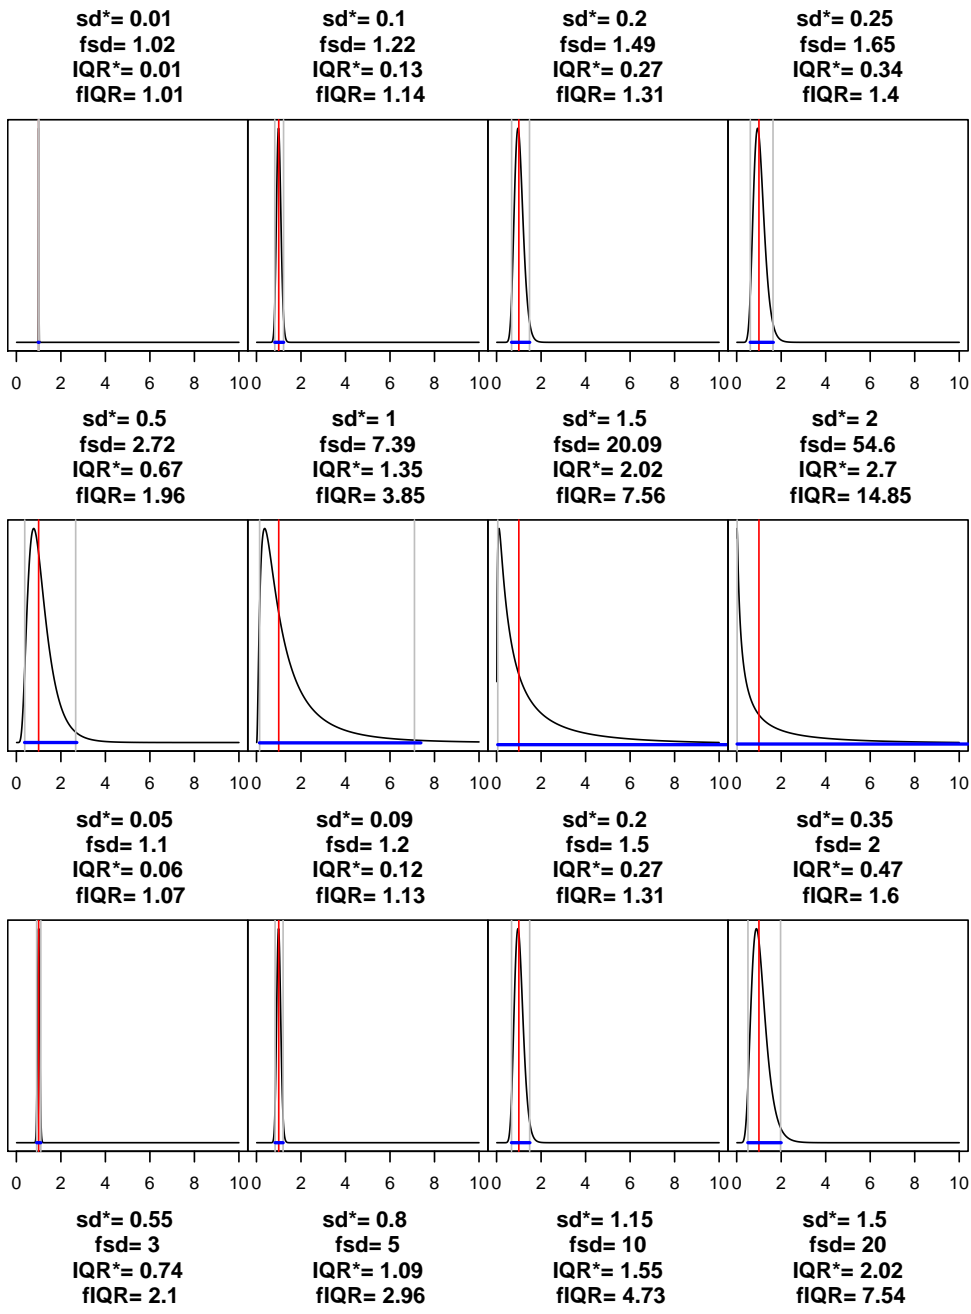 sd*= 0.01 sd*= 0.1 sd*= 0.2 sd*= 0.25
fsd= 1.02 fsd= 1.22 fsd= 1.49 fsd= 1.65
IQR*= 0.01 IQR*= 0.13 IQR*= 0.27 IQR*= 0.34
fIQR= 1.01 fIQR= 1.14 fIQR= 1.31 fIQR= 1.4
0 2 4 6 8 10 0 2 4 6 8 10 0 2 4 6 8 10 0 2 4 6 8 10
sd*= 0.5 sd*= 1 sd*= 1.5 sd*= 2
fsd= 2.72 fsd= 7.39 fsd= 20.09 fsd= 54.6
IQR*= 0.67 IQR*= 1.35 IQR*= 2.02 IQR*= 2.7
fIQR= 1.96 fIQR= 3.85 fIQR= 7.56 fIQR= 14.85
0 2 4 6 8 10 0 2 4 6 8 10 0 2 4 6 8 10 0 2 4 6 8 10
sd*= 0.05 sd*= 0.09 sd*= 0.2 sd*= 0.35
fsd= 1.1 fsd= 1.2 fsd= 1.5 fsd= 2
IQR*= 0.06 IQR*= 0.12 IQR*= 0.27 IQR*= 0.47
fIQR= 1.07 fIQR= 1.13 fIQR= 1.31 fIQR= 1.6
0 2 4 6 8 10 0 2 4 6 8 10 0 2 4 6 8 10 0 2 4 6 8 10
sd*= 0.55 sd*= 0.8 sd*= 1.15 sd*= 1.5
fsd= 3 fsd= 5 fsd= 10 fsd= 20
IQR*= 0.74 IQR*= 1.09 IQR*= 1.55 IQR*= 2.02
fIQR= 2.1 fIQR= 2.96 fIQR= 4.73 fIQR= 7.54